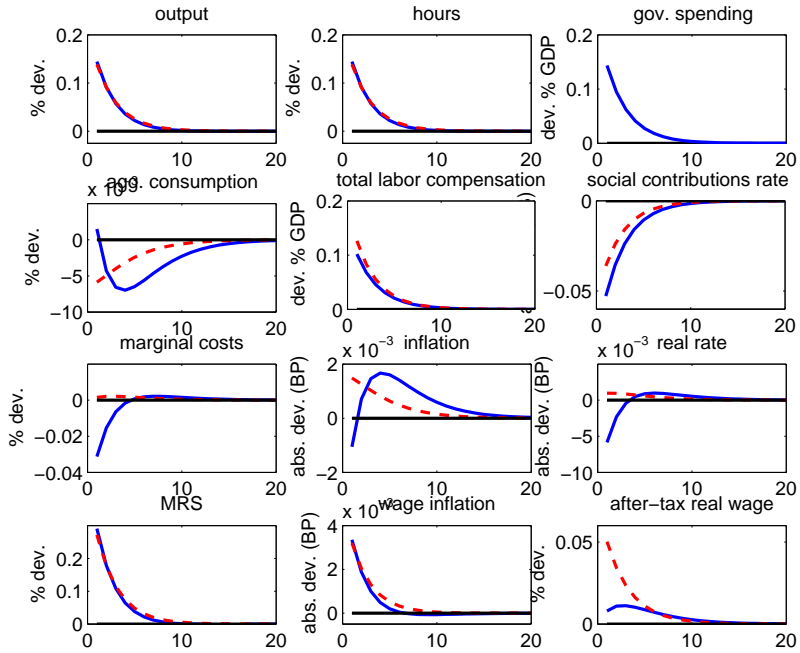 output hours gov. spending
0.2 0.2 0.2
% dev. % dev. dev. % GDP
0.1 0.1 0.1
0 0 0
0 10 20 0 10 20 0 10 20
x 10 agg. consumption total labor compensation social contributions rate
0 0.2 0
% dev. dev. % GDP
−5 0.1 −0.05
−10 0
0 10 20 0 10 20 0 10 20
marginal costs x 10 −3 inflation x 10 −3 real rate
2 5
% dev. abs. dev. (BP) abs. dev. (BP)
0 0 0
−0.02 −5
−0.04 −2 −10
0 10 20 0 10 20 0 10 20
MRS x 10 −3 wage inflation after−tax real wage
4 0.05
0.2 % dev. abs. dev. (BP) % dev.
0.1 2
0 0 0
0 10 20 0 10 20 0 10 20